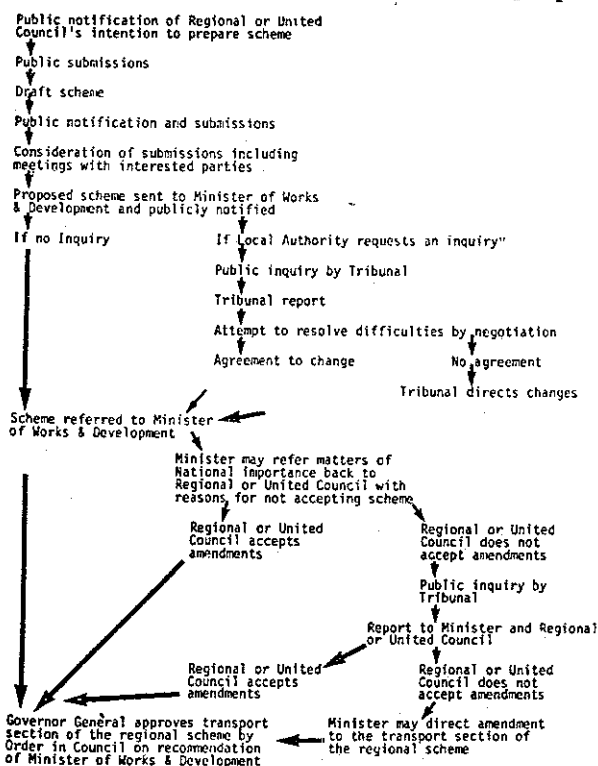 Public notification of Regional or United
Council's intention to prepare scheme
Public submissions
Draft scheme
Public notification and submissions
Consideration of submissions including
meetings with interested parties
Proposed scheme sent to Minister of Works
& Development and publicly notified
If no Inquiry
If Local Authority requests an inquiry"
Public inquiry by Tribunal
Tribunal report
Attempt to resolve difficulties by negotiation
Agreement to change
No agreement
Tribunal directs changes
Scheme referred to Minister
of Works & Development
Minister may refer matters of
National importance back to
Regional or United Council with
reasons for not accepting scheme
Regional or United
Council accepts
amendments
Regional or United
Council does not
accept amendments
Public inquiry by
Tribunal
Report to Minister and Regional
or United Council
Regional or United
Council accepts
amendments
Regional or United
Council does not
accept amendments
Governor General approves transport
section of the regional scheme by
Order in Council on recommendation
of Minister of Works & Development
Minister may direct amendment
to the transport section of
the regional scheme